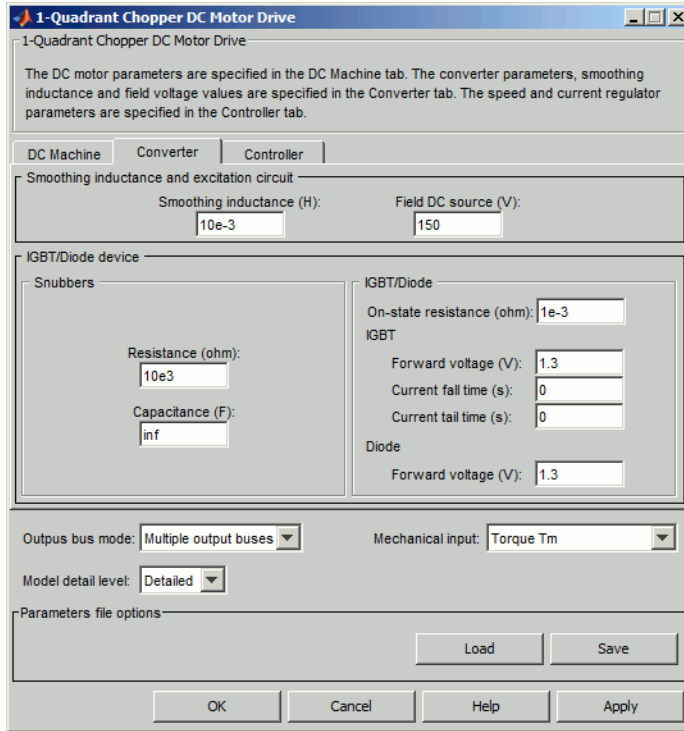 1-Quadrant Chopper DC Motor Drive
1-Quadrant Chopper DC Motor Drive
The DC motor parameters are specified in the DC Machine tab. The converter parameters, smoothing
inductance and field voltage values are specified in the Converter tab. The speed and current regulator
parameters are specified in the Controller tab.
DC Machine Converter Controller
Smoothing inductance and excitation circuit
Smoothing inductance (H): Field DC source (V):
10e-3 150
IGBT/Diode device
Snubbers IGBT/Diode
On-state resistance (ohm): 1e-3
IGBT
Resistance (ohm): Forward voltage (V): 1.3
10e3 Current fall time (s): 0
Capacitance (F): Current tail time (s): 0
inf
Diode
Forward voltage (V): 1.3
Outpus bus mode: Multiple output buses Mechanical input: Torque Tm
Model detail level: Detailed
Parameters file options
Load Save
OK Cancel Help Apply